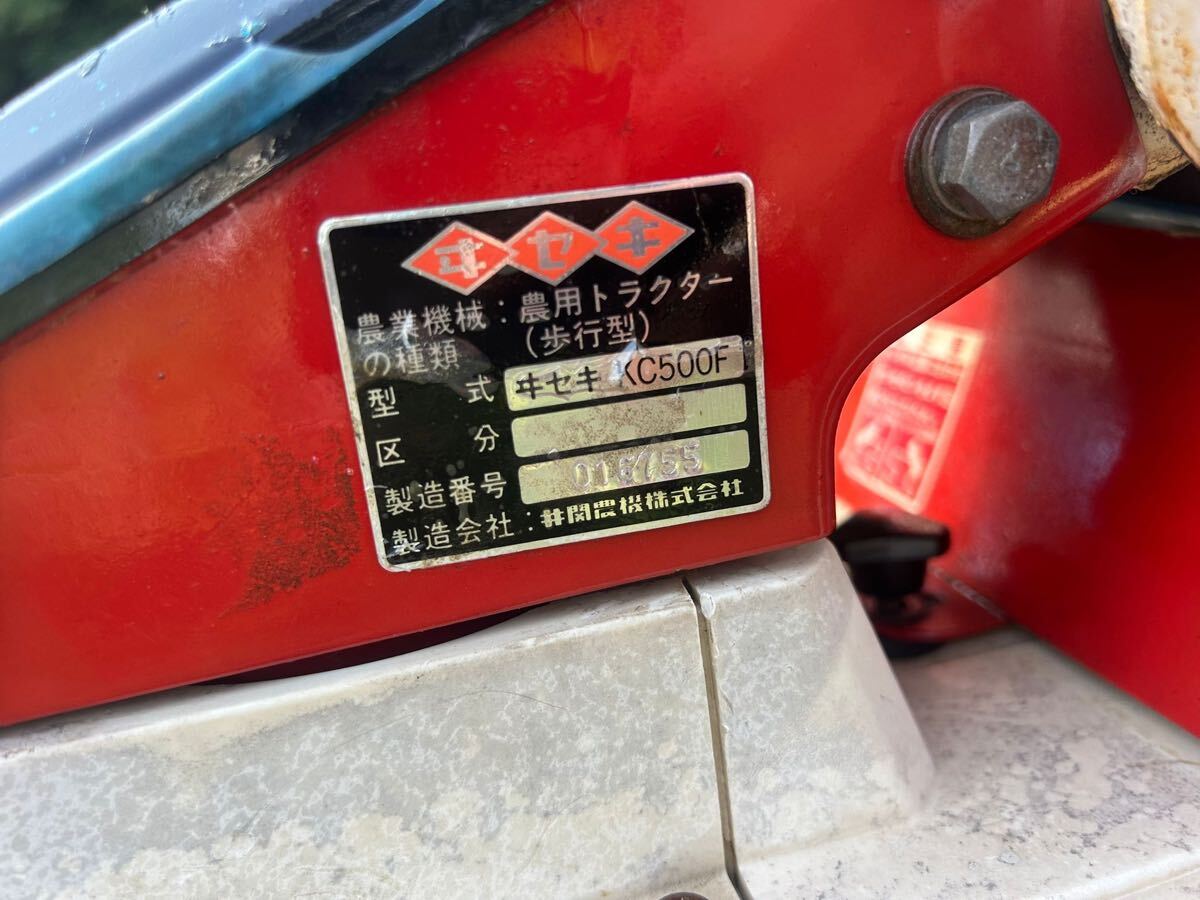 ヰセキ
農業機械：農用トラクター
の種類 （歩行型）
型式 ヰセキ KC500F
区分
製造番号 016755
製造会社：井関農機株式会社